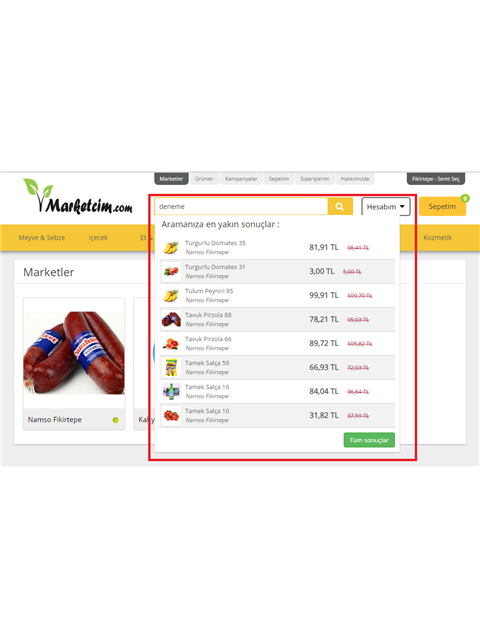 Marketler Ürünler Kampanyalar Sepetim Siparişlerim Hakkımızda Fikirtepe - Semt Seç
Marketcim.com
deneme
Hesabım
Sepetim
0
Meyve & Sebze İçecek Et & Kozmetik
Aramanıza en yakın sonuçlar :
Turgurlu Domates 35 81,91 TL 98,41 TL
Namso Fikirtepe
Turgurlu Domates 31 3,00 TL 5,00 TL
Namso Fikirtepe
Tulum Peyniri 95 99,91 TL 109,70 TL
Namso Fikirtepe
Tavuk Pirzola 88 78,21 TL 95,03 TL
Namso Fikirtepe
Tavuk Pirzola 66 89,72 TL 105,82 TL
Namso Fikirtepe
Tamek Salça 59 66,93 TL 72,03 TL
Namso Fikirtepe
Tamek Salça 16 84,04 TL 96,64 TL
Namso Fikirtepe
Tamek Salça 10 31,82 TL 37,59 TL
Namso Fikirtepe
Tüm sonuçlar
Marketler
Namso Fikirtepe